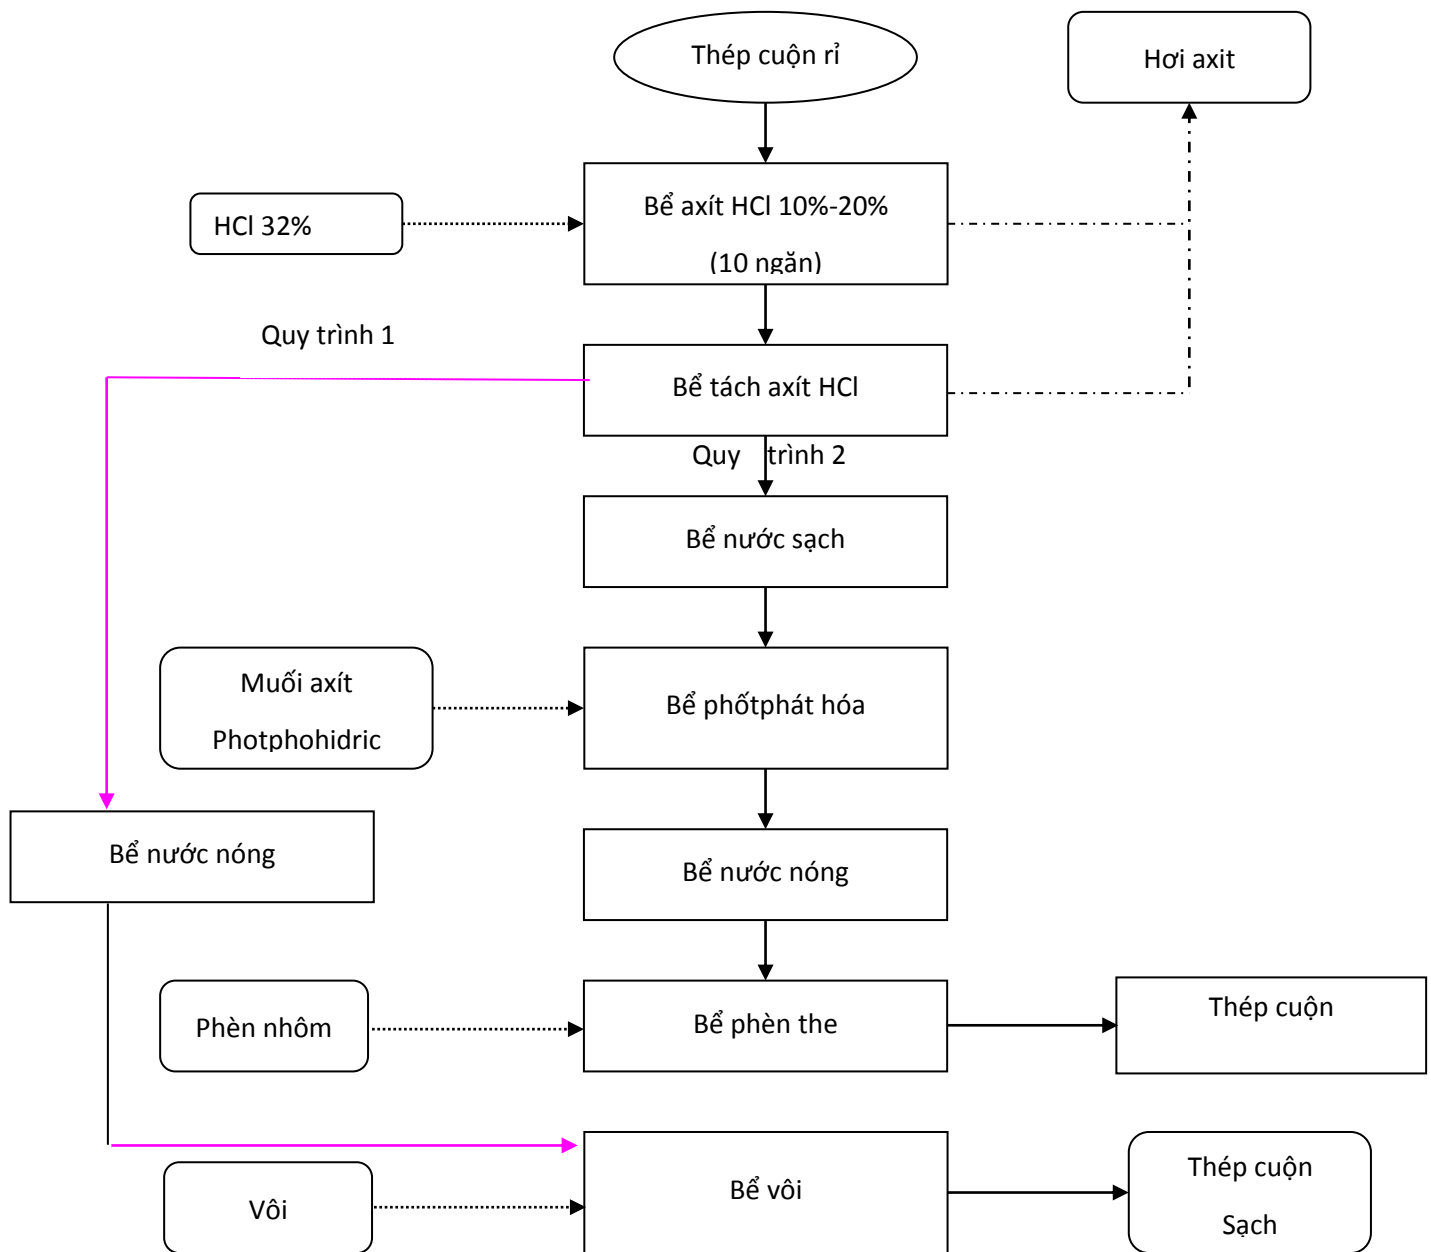 Thép cuộn rỉ
Hơi axit
HCl 32%
Bể axít HCl 10%-20%
(10 ngăn)
Quy trình 1
Bể tách axít HCl
Quy trình 2
Bể nước sạch
Muối axít
Photphohidric
Bể phốtphát hóa
Bể nước nóng
Bể nước nóng
Phèn nhôm
Bể phèn the
Thép cuộn
Vôi
Bể vôi
Thép cuộn
Sạch